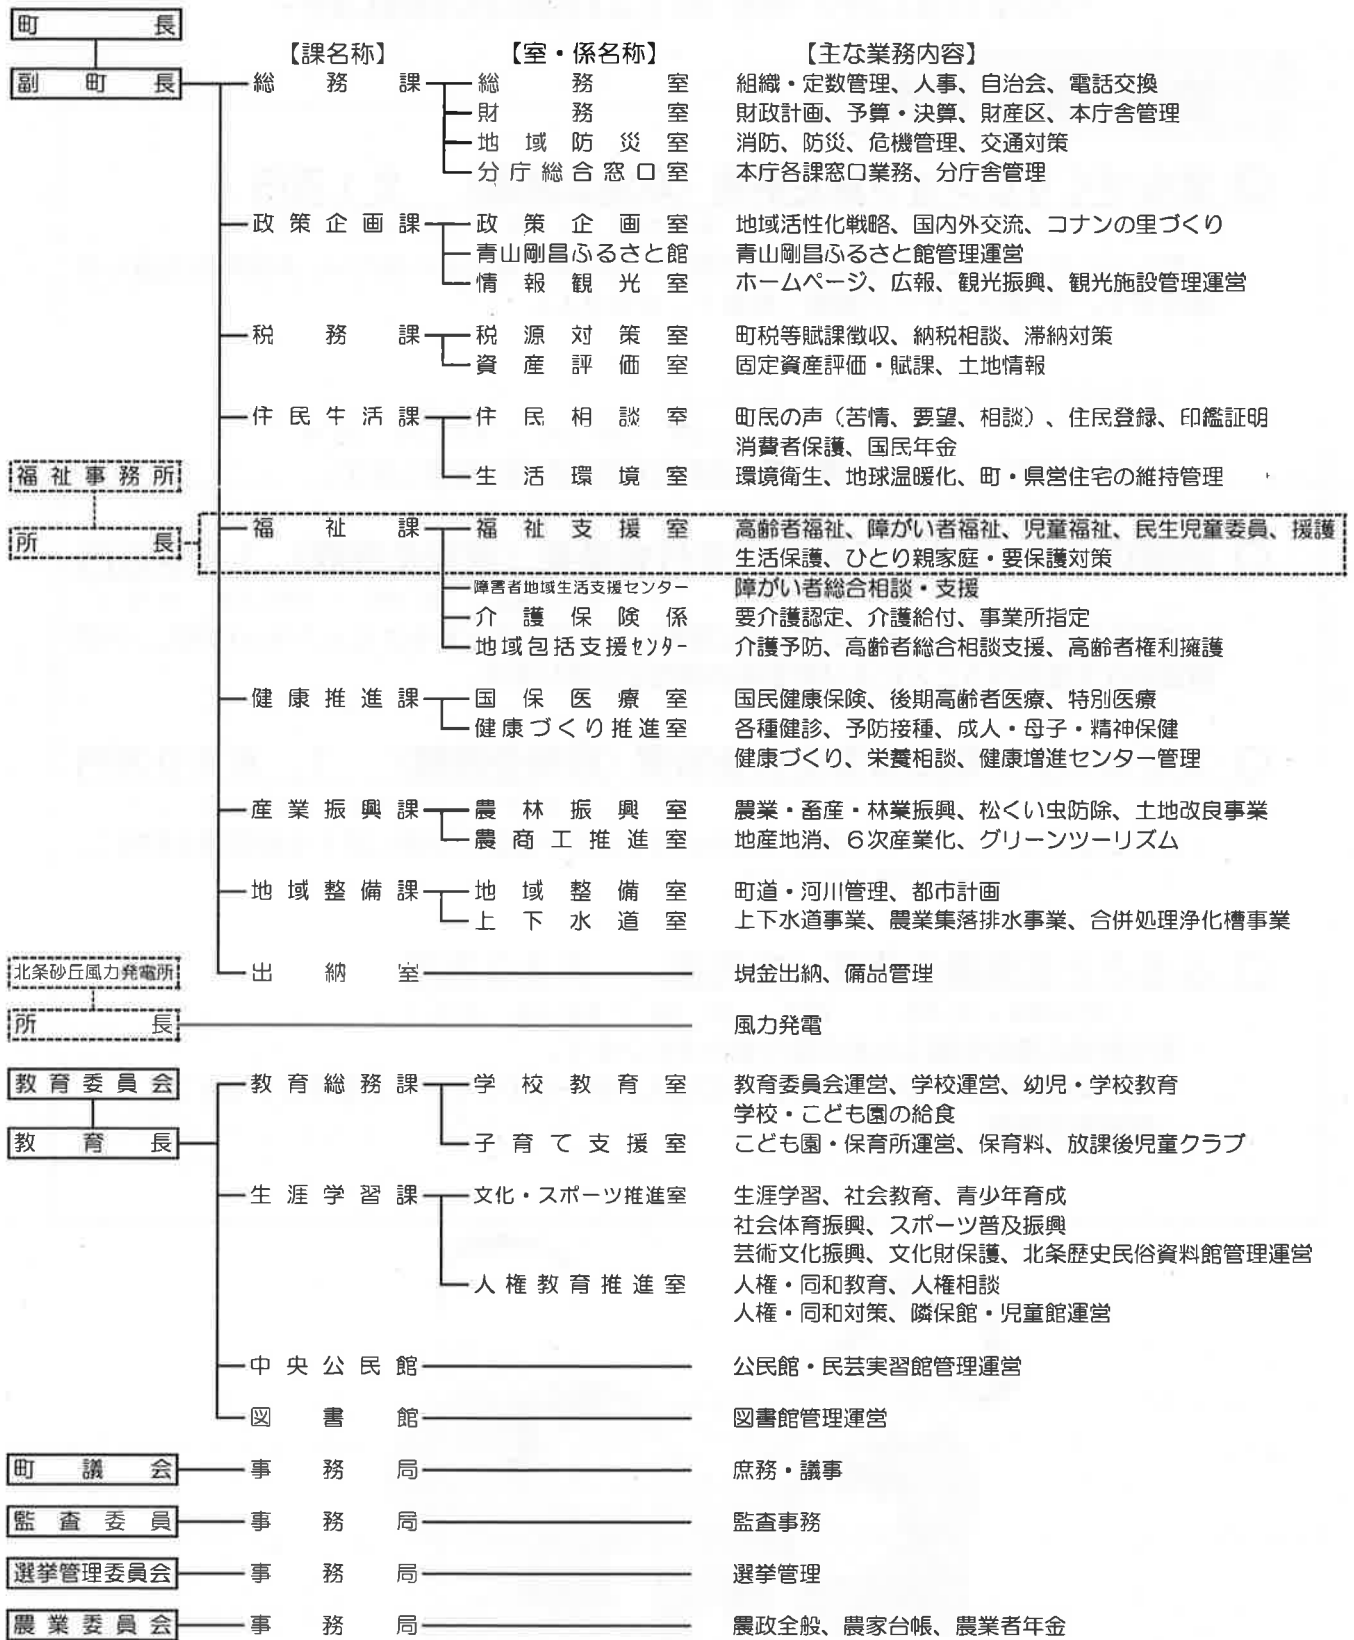 町長
【課名称】 【室・係名称】 【主な業務内容】
副町長 総務課 総務室 組織・定数管理、人事、自治会、電話交換
財務室 財政計画、予算・決算、財産区、本庁舎管理
地域防災室 消防、防災、危機管理、交通対策
分庁総合窓口室 本庁各課窓口業務、分庁舎管理
政策企画課 政策企画室 地域活性化戦略、国内外交流、コナンの里づくり
青山剛昌ふるさと館 青山剛昌ふるさと館管理運営
情報観光室 ホームページ、広報、観光振興、観光施設管理運営
税務課 税源対策室 町税等賦課徴収、納税相談、滞納対策
資産評価室 固定資産評価・賦課、土地情報
住民生活課 住民相談室 町民の声（苦情、要望、相談）、住民登録、印鑑証明
消費者保護、国民年金
福祉事務所 生活環境室 環境衛生、地球温暖化、町・県営住宅の維持管理
所長 福祉課 福祉支援室 高齢者福祉、障がい者福祉、児童福祉、民生児童委員、援護
生活保護、ひとり親家庭・要保護対策
障害者地域生活支援センター 障がい者総合相談・支援
介護保険係 要介護認定、介護給付、事業所指定
地域包括支援センター 介護予防、高齢者総合相談支援、高齢者権利擁護
健康推進課 国保医療室 国民健康保険、後期高齢者医療、特別医療
健康づくり推進室 各種健診、予防接種、成人・母子・精神保健
健康づくり、栄養相談、健康増進センター管理
産業振興課 農林振興室 農業・畜産・林業振興、松くい虫防除、土地改良事業
農商工推進室 地産地消、６次産業化、グリーンツーリズム
地域整備課 地域整備室 町道・河川管理、都市計画
上下水道室 上下水道事業、農業集落排水事業、合併処理浄化槽事業
北条砂丘風力発電所 出納室 現金出納、備品管理
所長 風力発電
教育委員会 教育総務課 学校教育室 教育委員会運営、学校運営、幼児・学校教育
学校・こども園の給食
教育長 子育て支援室 こども園・保育所運営、保育料、放課後児童クラブ
生涯学習課 文化・スポーツ推進室 生涯学習、社会教育、青少年育成
社会体育振興、スポーツ普及振興
芸術文化振興、文化財保護、北条歴史民俗資料館管理運営
人権教育推進室 人権・同和教育、人権相談
人権・同和対策、隣保館・児童館運営
中央公民館 公民館・民芸実習館管理運営
図書館 図書館管理運営
町議会 事務局 庶務・議事
監査委員 事務局 監査事務
選挙管理委員会 事務局 選挙管理
農業委員会 事務局 農政全般、農家台帳、農業者年金